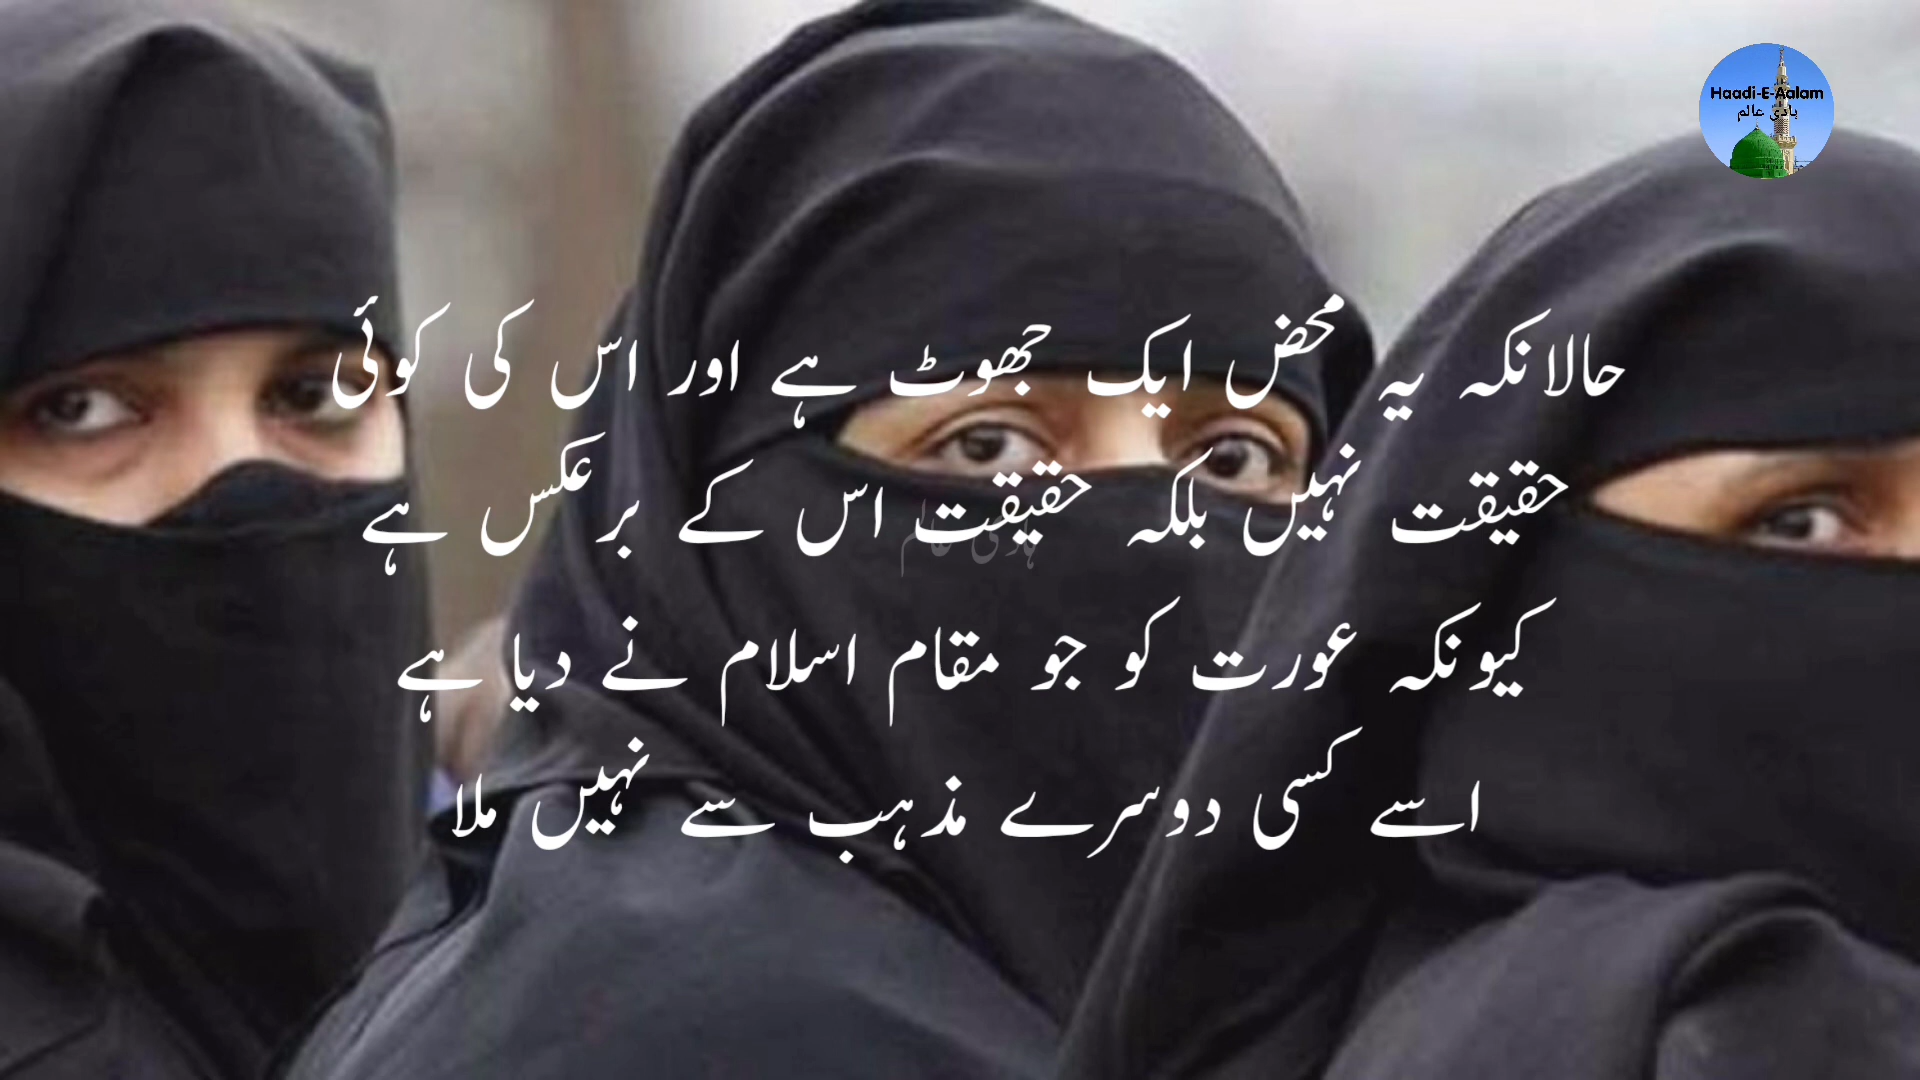 Haadi-E-Aalam
ہادی عالم
حالانکہ یہ محض ایک جھوٹ ہے اور اس کی کوئی
حقیقت نہیں بلکہ حقیقت اس کے برعکس ہے
ہادی عالم
کیونکہ عورت کو جو مقام اسلام نے دیا ہے
اسے کسی دوسرے مذہب سے نہیں ملا